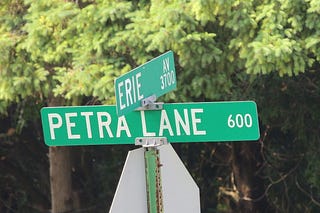 ERIE AV 3700
PETRA LANE 600